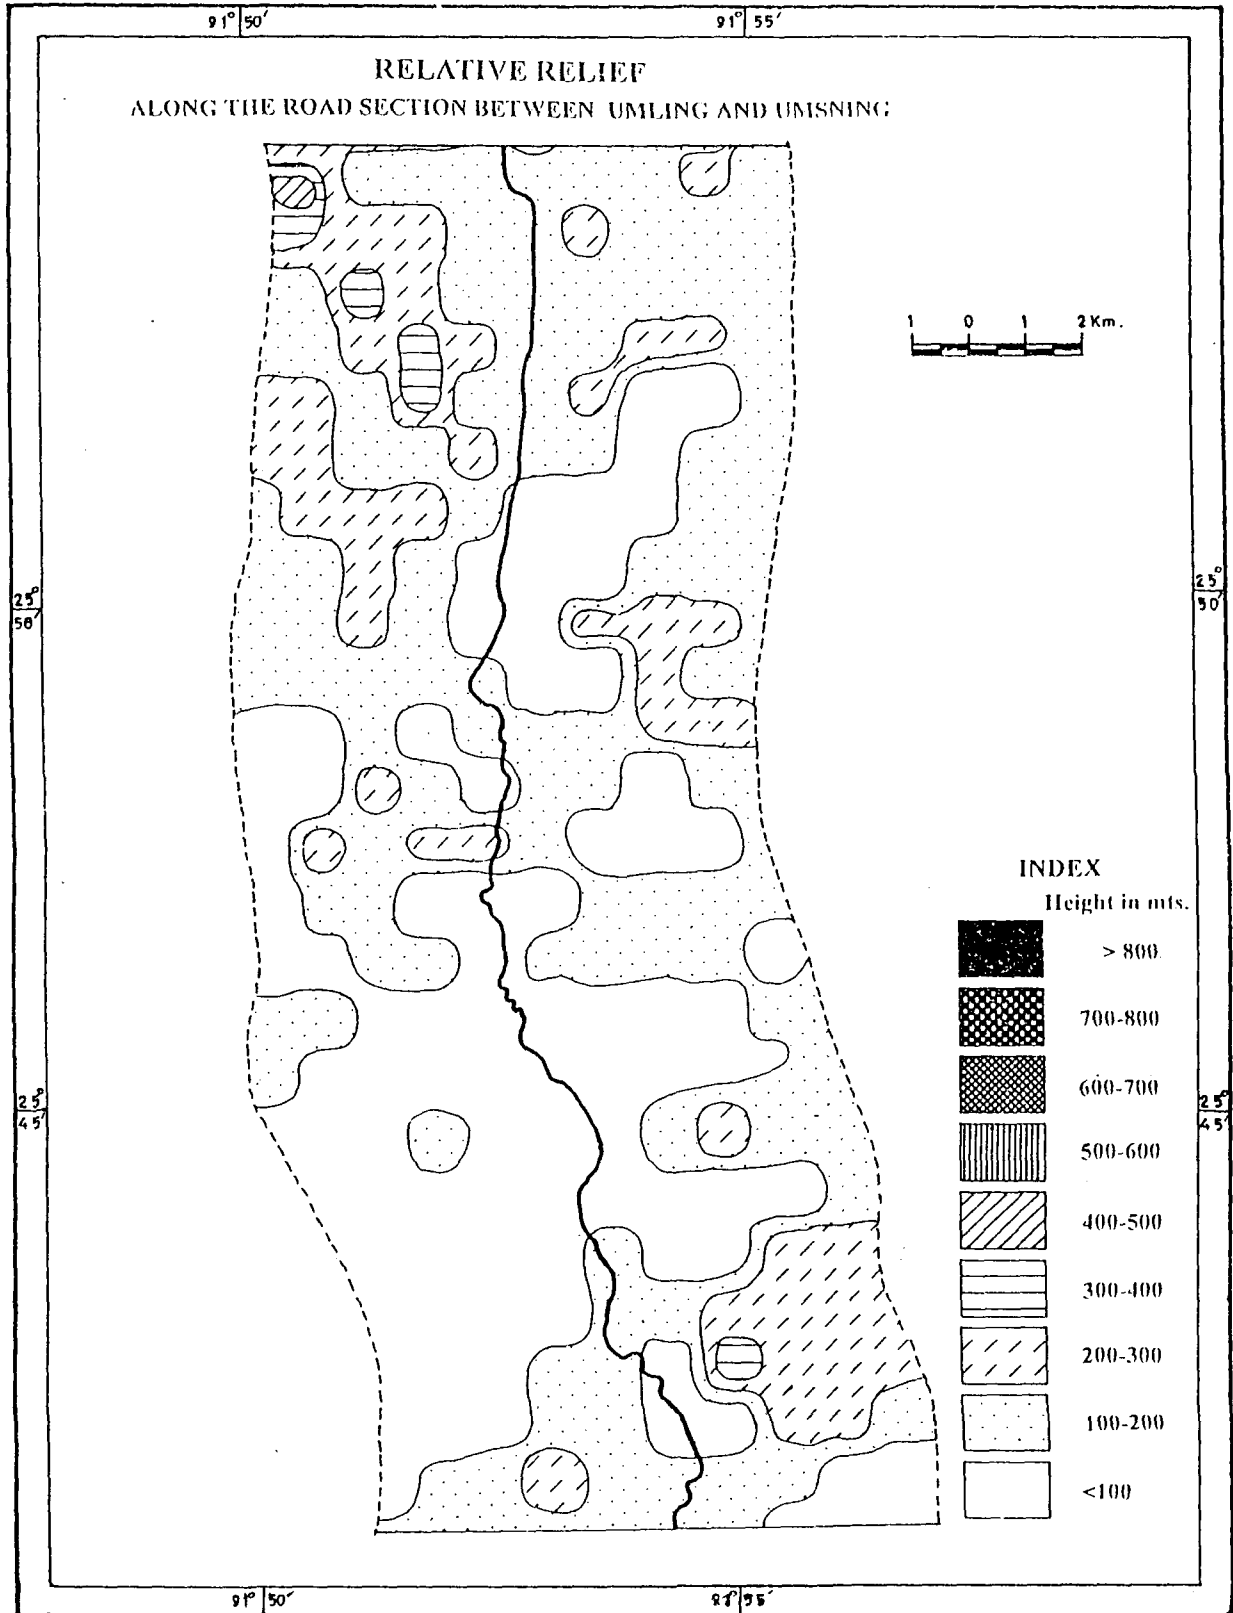 91° 50′ 91° 55′
RELATIVE RELIEF
ALONG THE ROAD SECTION BETWEEN UMLING AND UMSNING
1 0 1 2 Km.
25° 50′
25° 50′
INDEX
Height in mts.
> 800
700-800
600-700
500-600
400-500
300-400
200-300
100-200
<100
25° 45′
25° 45′
91° 50′